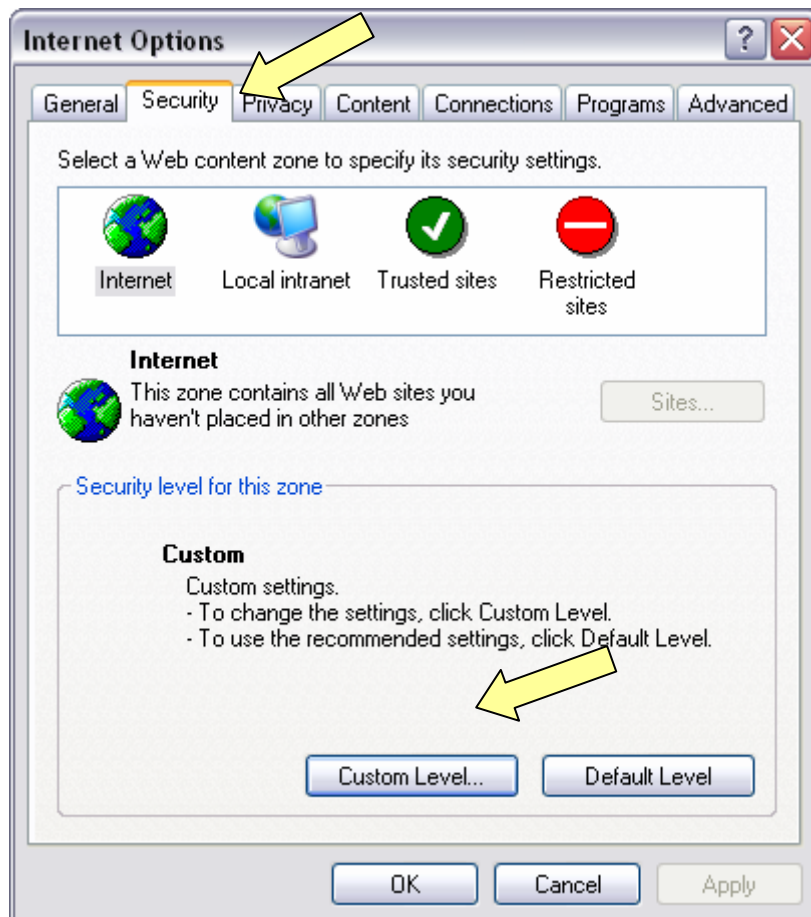 Internet Options
General Security Privacy Content Connections Programs Advanced
Select a Web content zone to specify its security settings.
Internet Local intranet Trusted sites Restricted
sites
Internet
This zone contains all Web sites you
haven't placed in other zones
Sites...
Security level for this zone
Custom
Custom settings.
- To change the settings, click Custom Level.
- To use the recommended settings, click Default Level.
Custom Level... Default Level
OK Cancel Apply